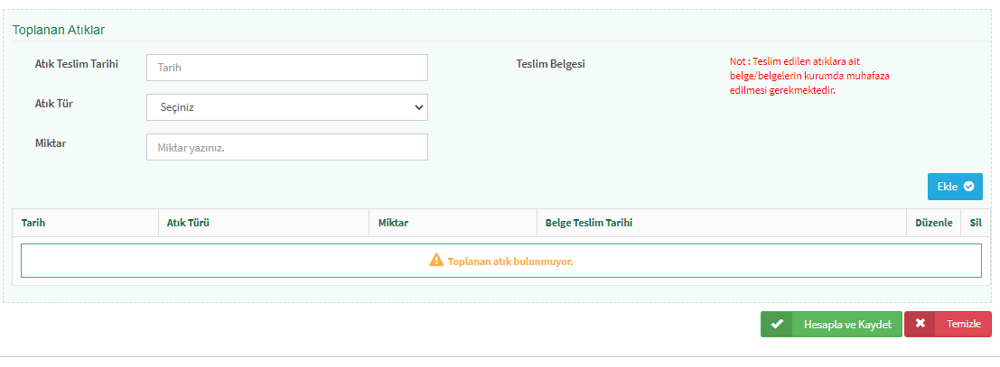 Toplanan Atıklar
Atık Teslim Tarihi
Tarih
Teslim Belgesi
Not : Teslim edilen atıklara ait
belge/belgelerin kurumda muhafaza
edilmesi gerekmektedir.
Atık Tür
Seçiniz
Miktar
Miktar yazınız.
Ekle
Tarih Atık Türü Miktar Belge Teslim Tarihi Düzenle Sil
Toplanan atık bulunmuyor.
Hesapla ve Kaydet
Temizle